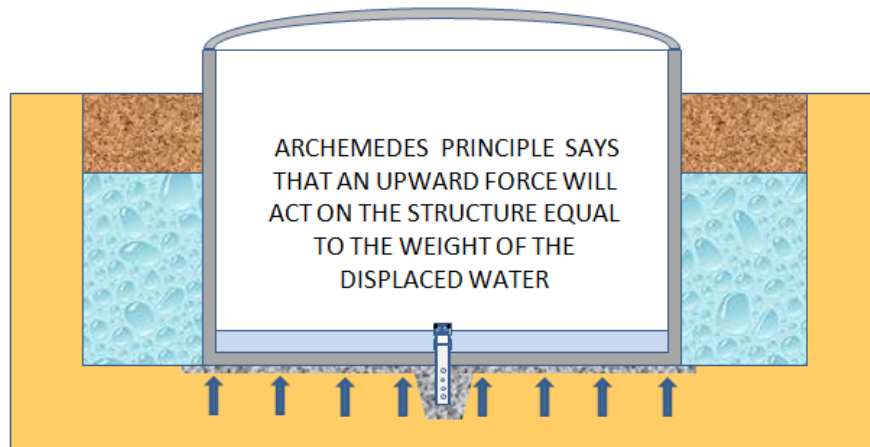 ARCHEMEDES PRINCIPLE SAYS
THAT AN UPWARD FORCE WILL
ACT ON THE STRUCTURE EQUAL
TO THE WEIGHT OF THE
DISPLACED WATER